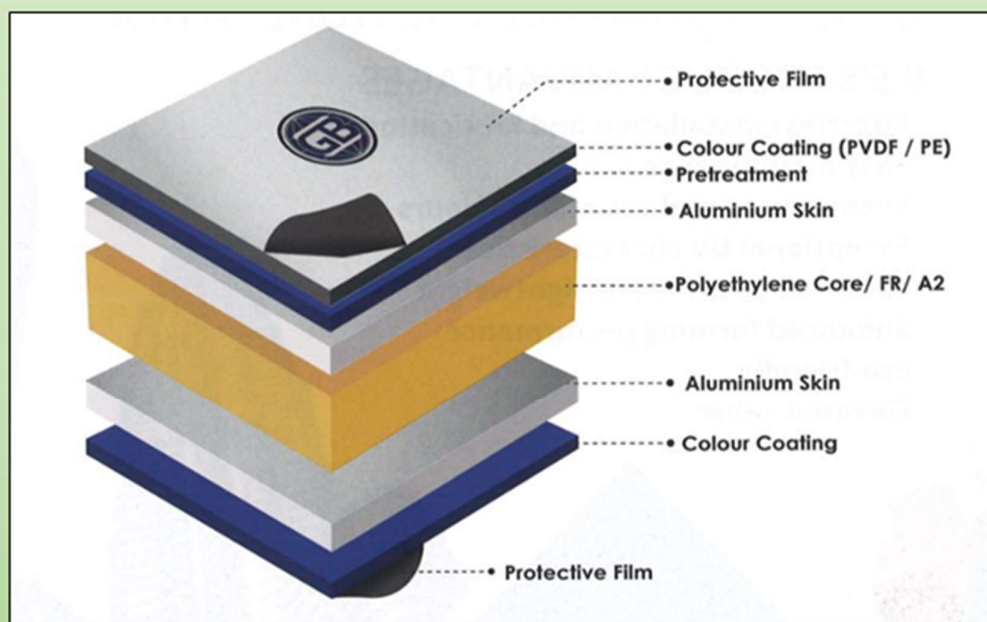 IGB
Protective Film
Colour Coating (PVDF / PE)
Pretreatment
Aluminium Skin
Polyethylene Core/ FR/ A2
Aluminium Skin
Colour Coating
Protective Film